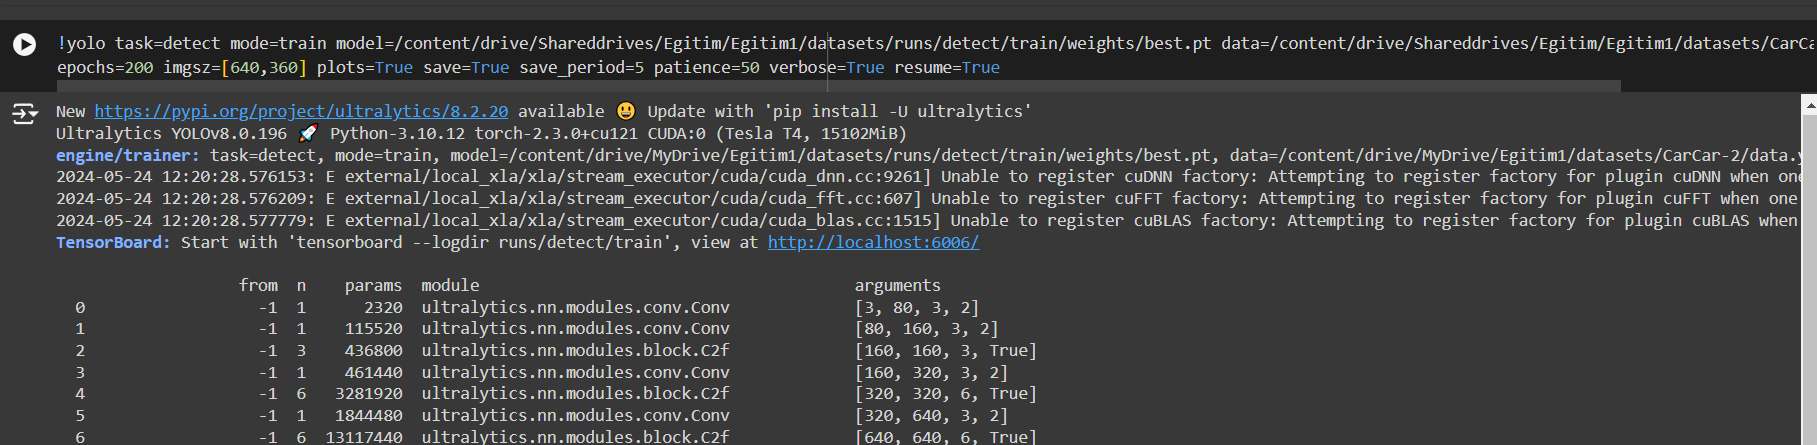 !yolo task=detect mode=train model=/content/drive/Shareddrives/Egitim/Egitim1/datasets/runs/detect/train/weights/best.pt data=/content/drive/Shareddrives/Egitim/Egitim1/datasets/CarCa
epochs=200 imgsz=[640,360] plots=True save=True save_period=5 patience=50 verbose=True resume=True
New https://pypi.org/project/ultralytics/8.2.20 available 😃 Update with 'pip install -U ultralytics'
Ultralytics YOLOv8.0.196 🚀 Python-3.10.12 torch-2.3.0+cu121 CUDA:0 (Tesla T4, 15102MiB)
engine/trainer: task=detect, mode=train, model=/content/drive/MyDrive/Egitim1/datasets/runs/detect/train/weights/best.pt, data=/content/drive/MyDrive/Egitim1/datasets/CarCar-2/data.y
2024-05-24 12:20:28.576153: E external/local_xla/xla/stream_executor/cuda/cuda_dnn.cc:9261] Unable to register cuDNN factory: Attempting to register factory for plugin cuDNN when one
2024-05-24 12:20:28.576209: E external/local_xla/xla/stream_executor/cuda/cuda_fft.cc:607] Unable to register cuFFT factory: Attempting to register factory for plugin cuFFT when one
2024-05-24 12:20:28.577779: E external/local_xla/xla/stream_executor/cuda/cuda_blas.cc:1515] Unable to register cuBLAS factory: Attempting to register factory for plugin cuBLAS when
TensorBoard: Start with 'tensorboard --logdir runs/detect/train', view at http://localhost:6006/
from n params module arguments
0 -1 1 2320 ultralytics.nn.modules.conv.Conv [3, 80, 3, 2]
1 -1 1 115520 ultralytics.nn.modules.conv.Conv [80, 160, 3, 2]
2 -1 3 436800 ultralytics.nn.modules.block.C2f [160, 160, 3, True]
3 -1 1 461440 ultralytics.nn.modules.conv.Conv [160, 320, 3, 2]
4 -1 6 3281920 ultralytics.nn.modules.block.C2f [320, 320, 6, True]
5 -1 1 1844480 ultralytics.nn.modules.conv.Conv [320, 640, 3, 2]
6 -1 6 13117440 ultralytics.nn.modules.block.C2f [640, 640, 6, True]